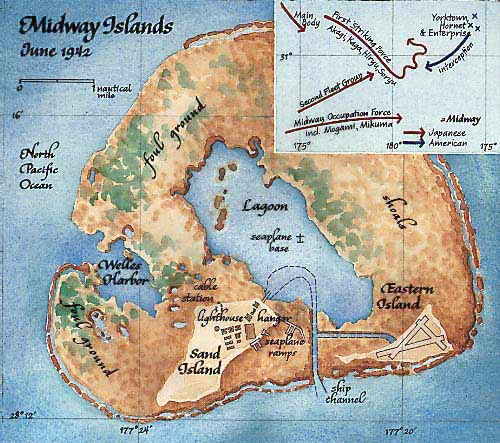 Midway Islands
June 1942
0 1 nautical
mile
16'
North
Pacific
Ocean
foul ground
Lagoon
seaplane
base
shoals
Welles
Harbor
cable
station
foul ground
lighthouse
hangar
seaplane
ramps
Sand
Island
Eastern
Island
ship
channel
28°12'
177°24'
177°20'
Main
Body
First Striking Force
Akagi, Kaga, Hiryu, Soryu
Yorktown
Hornet
& Enterprise
interception
31°
Second Fleet Group
Midway Occupation Force
incl. Mogami, Mikuma
Midway
Japanese
American
175°
180°
175°